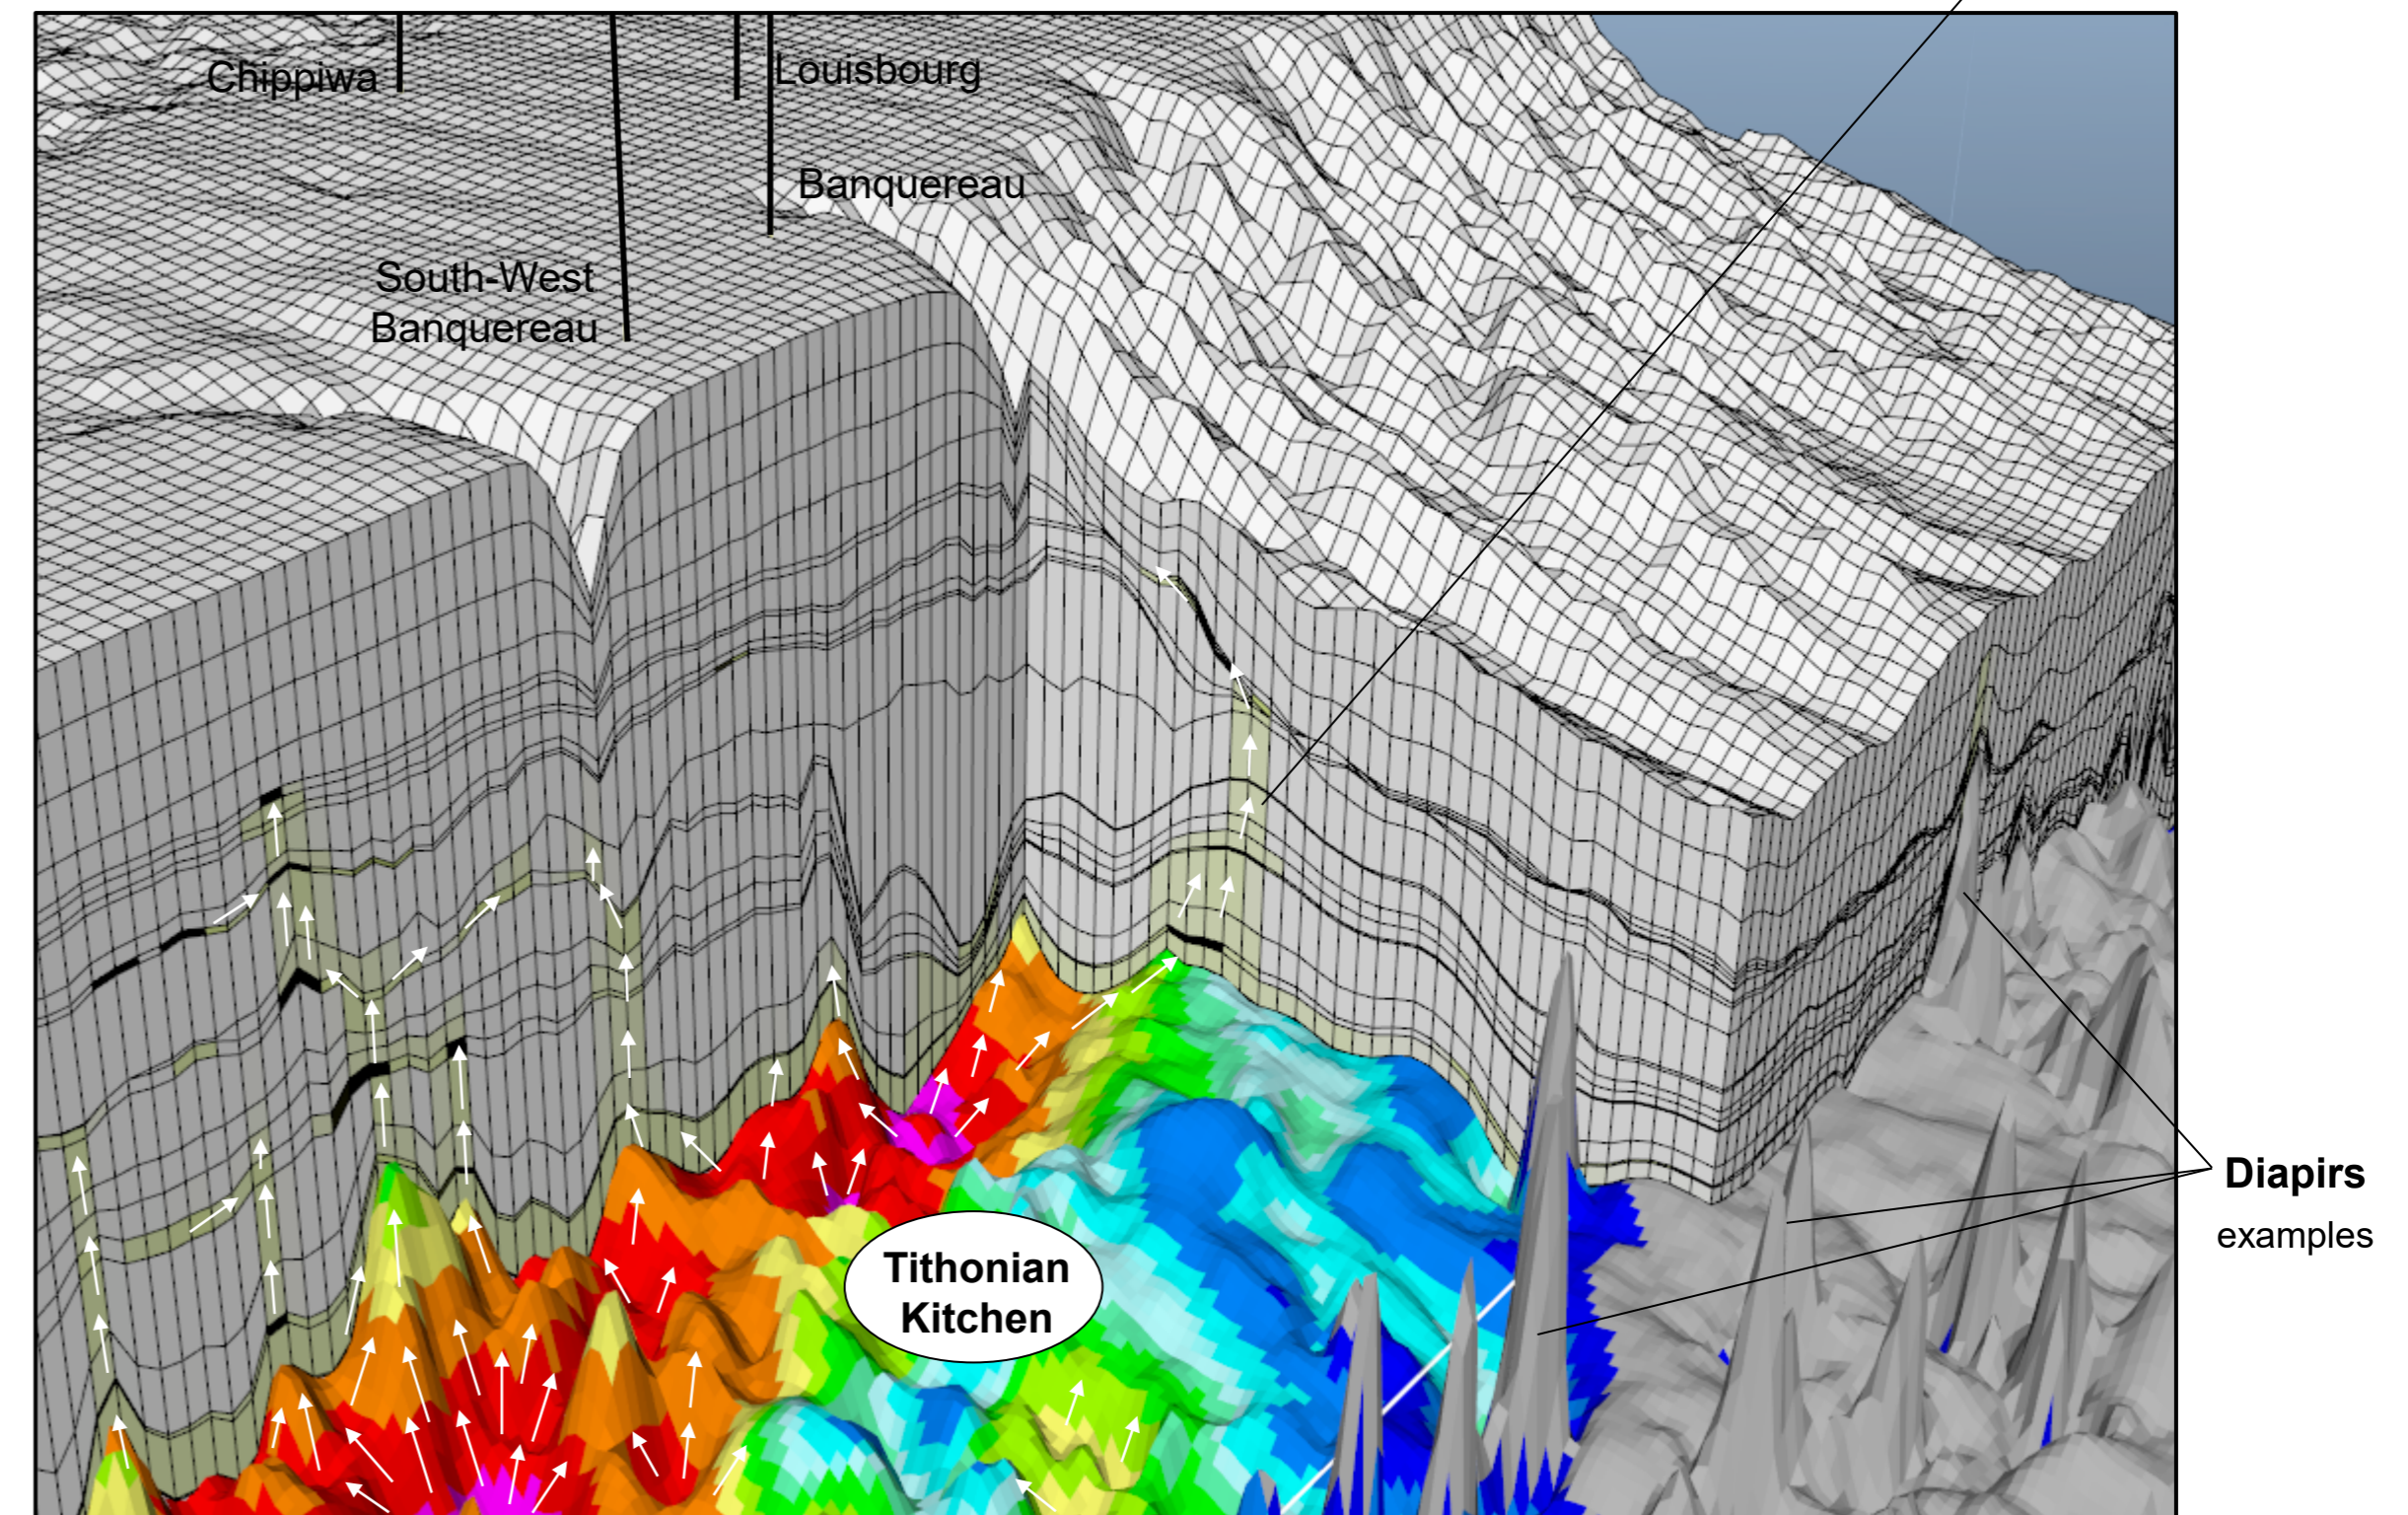 Chippiwa
Louisbourg
Banquereau
South-West
Banquereau
Tithonian
Kitchen
Diapirs
examples